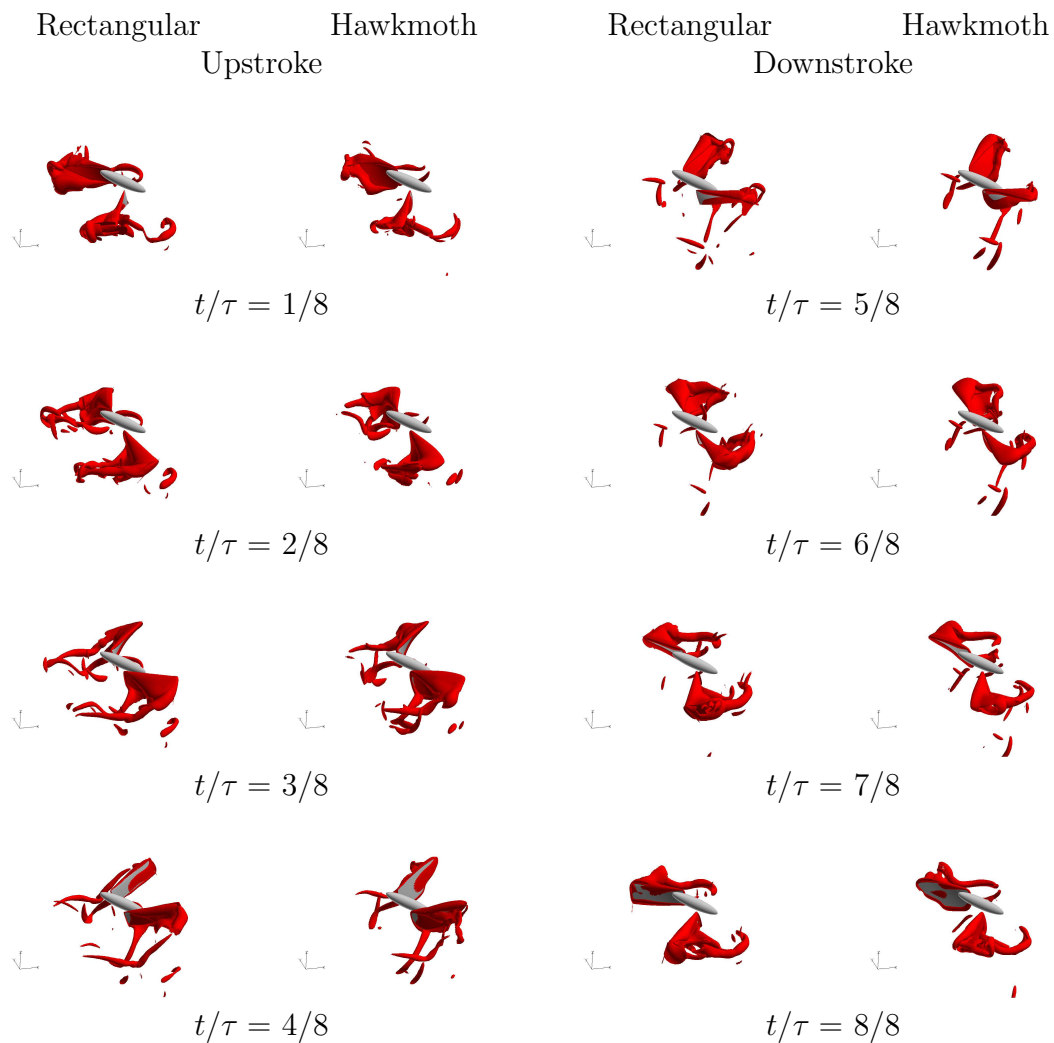 Rectangular Hawkmoth Rectangular Hawkmoth
Upstroke Downstroke
t/τ = 1/8 t/τ = 5/8
t/τ = 2/8 t/τ = 6/8
t/τ = 3/8 t/τ = 7/8
t/τ = 4/8 t/τ = 8/8